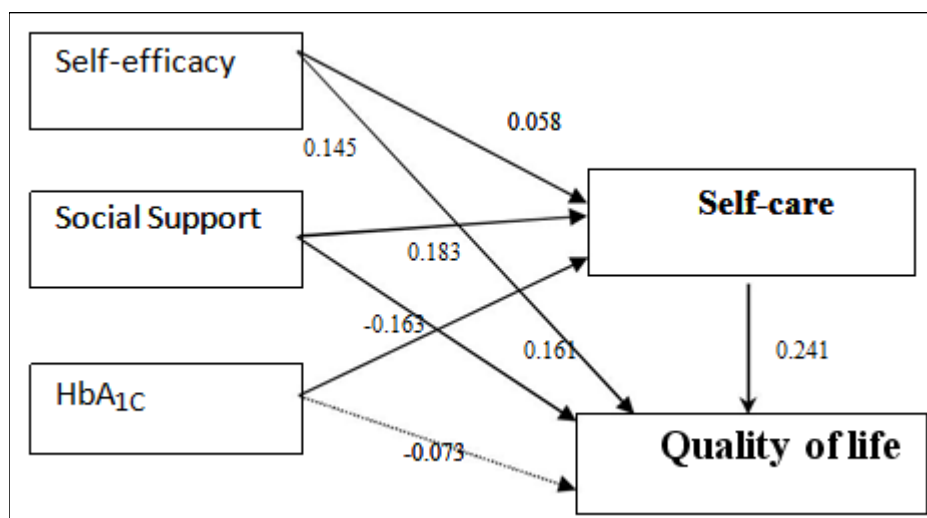 Self-efficacy
0.058
0.145
Self-care
Social Support
0.183
-0.163
0.161
0.241
HbA1C
Quality of life
-0.073